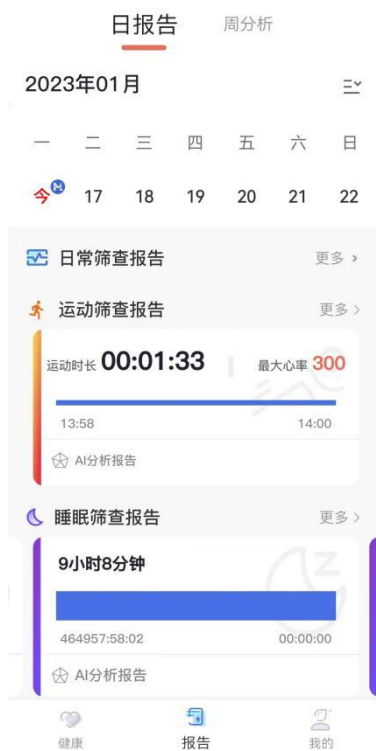 日报告 周分析
2023年01月
一 二 三 四 五 六 日
今 17 18 19 20 21 22
日常筛查报告 更多 >
运动筛查报告 更多 >
运动时长 00:01:33 最大心率 300
13:58 14:00
AI分析报告
睡眠筛查报告 更多 >
9小时8分钟
464957:58:02 00:00:00
AI分析报告
健康 报告 我的